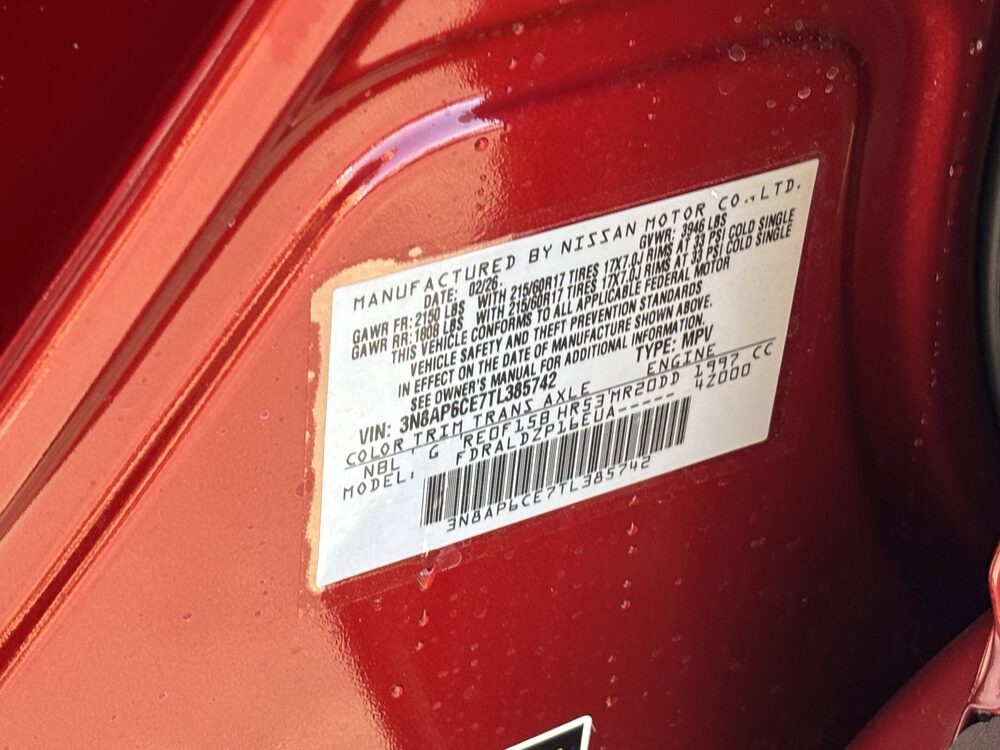 MANUFACTURED BY NISSAN MOTOR CO.,LTD.
DATE: 02/26 GVWR: 3946 LBS
GAWR FR: 2150 LBS WITH 215/60R17 TIRES 17X7.0J RIMS AT 33 PSI COLD SINGLE
GAWR RR: 1808 LBS WITH 215/60R17 TIRES 17X7.0J RIMS AT 33 PSI COLD SINGLE
THIS VEHICLE CONFORMS TO ALL APPLICABLE FEDERAL MOTOR
VEHICLE SAFETY AND THEFT PREVENTION STANDARDS
IN EFFECT ON THE DATE OF MANUFACTURE SHOWN ABOVE.
SEE OWNER'S MANUAL FOR ADDITIONAL INFORMATION.
VIN: 3N8AP6CE7TL385742 TYPE: MPV
COLOR TRIM TRANS AXLE ENGINE
NBL G RE0F15B HR53 MR20DD 1997 CC
MODEL: FDRALDZP16EUA----- 4Z000
3N8AP6CE7TL385742